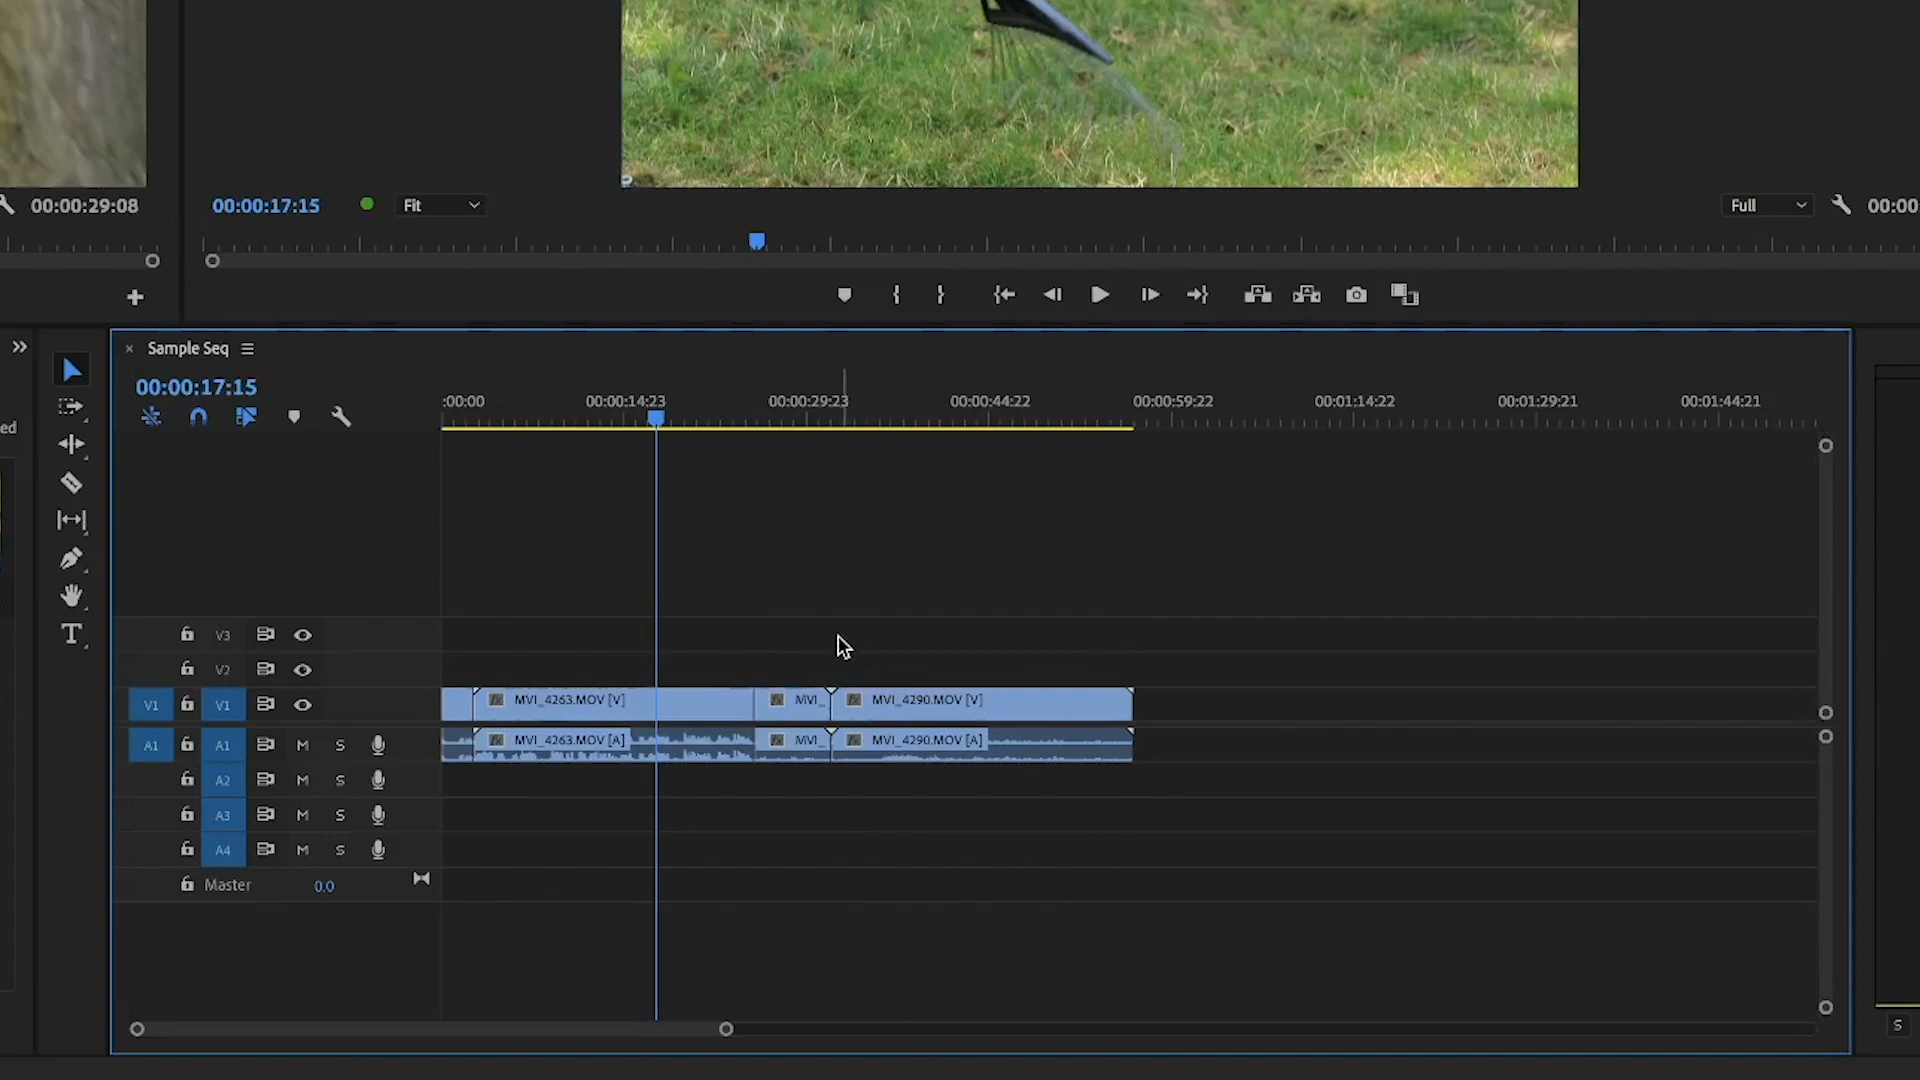 00:00:29:08
00:00:17:15
Fit
Full
00:00
Sample Seq
ed
00:00:17:15
:00:00
00:00:14:23
00:00:29:23
00:00:44:22
00:00:59:22
00:01:14:22
00:01:29:21
00:01:44:21
V3
V2
V1 V1
MVI_4263.MOV [V]
MVI_
MVI_4290.MOV [V]
A1 A1 M S
MVI_4263.MOV [A]
MVI_
MVI_4290.MOV [A]
A2 M S
A3 M S
A4 M S
Master 0.0
S